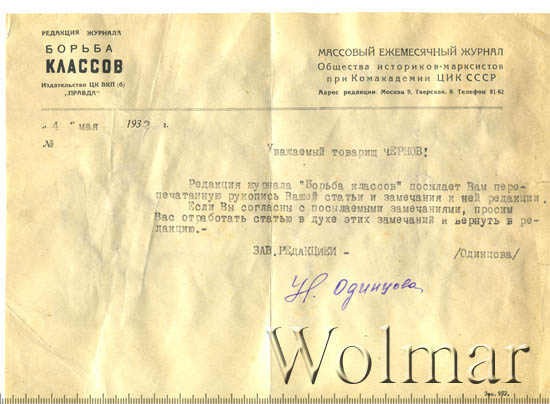 РЕДАКЦИЯ ЖУРНАЛА
БОРЬБА
КЛАССОВ
Издательство ЦК ВКП (б)
„ПРАВДА"
МАССОВЫЙ ЕЖЕМЕСЯЧНЫЙ ЖУРНАЛ
Общества историков-марксистов
при Комакадемии ЦИК СССР
Адрес редакции: Москва 9, Тверская, 8. Телефон 81-62
„ 4 " мая 1932 г.
№
Уважаемый товарищ ЧЕРНОВ!
Редакция журнала "Борьба классов" посылает Вам пере-
печатанную рукопись Вашей статьи и замечания к ней редакции.
Если Вы согласны с посылаемыми замечаниями, просим
Вас отработать статью в духе этих замечаний и вернуть в ре-
дакцию.-
ЗАВ.РЕДАКЦИЕЙ - /Одинцова/
Н. Одинцова
Wolmar